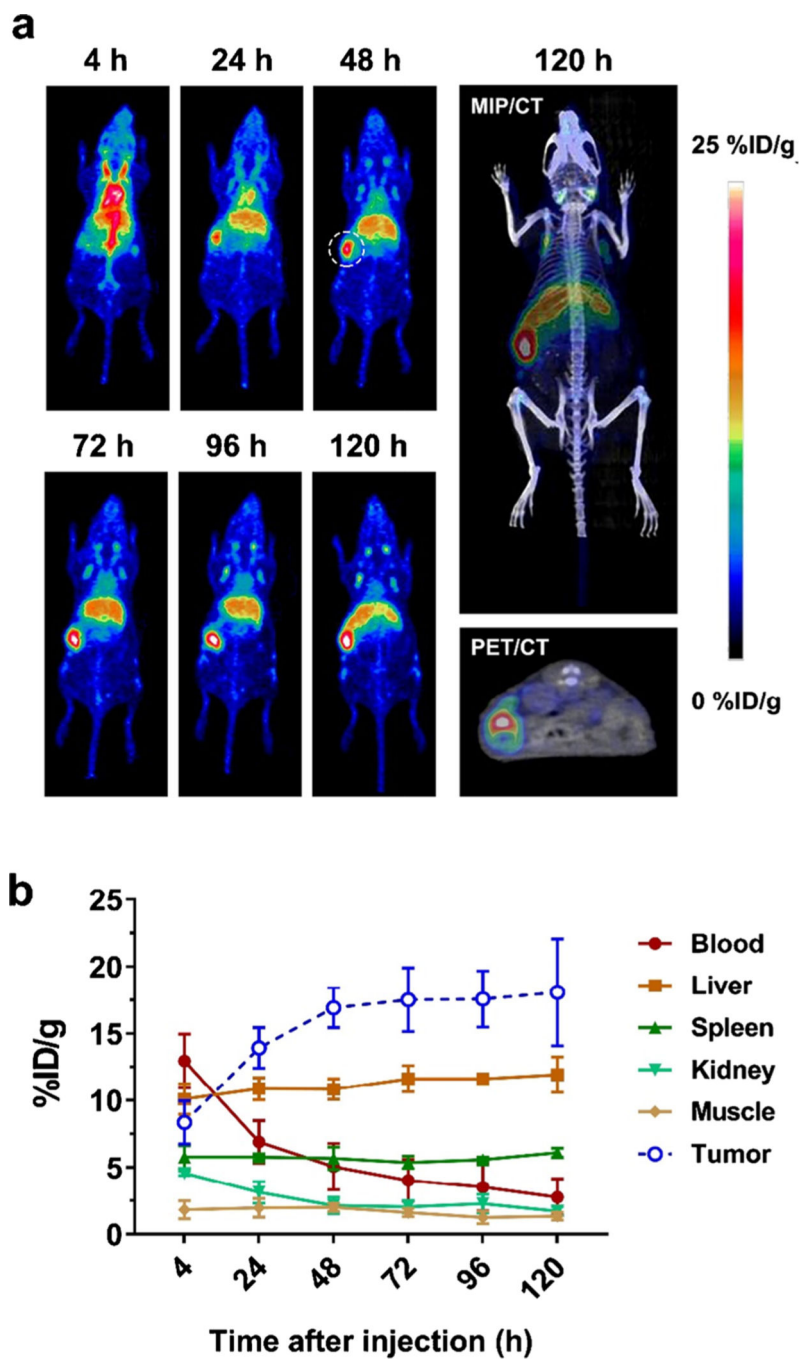 a
4 h 24 h 48 h 120 h
MIP/CT
25 %ID/g
72 h 96 h 120 h
PET/CT
0 %ID/g
b
25
20
15
10
5
0
%ID/g
4 24 48 72 96 120
Time after injection (h)
Blood
Liver
Spleen
Kidney
Muscle
Tumor